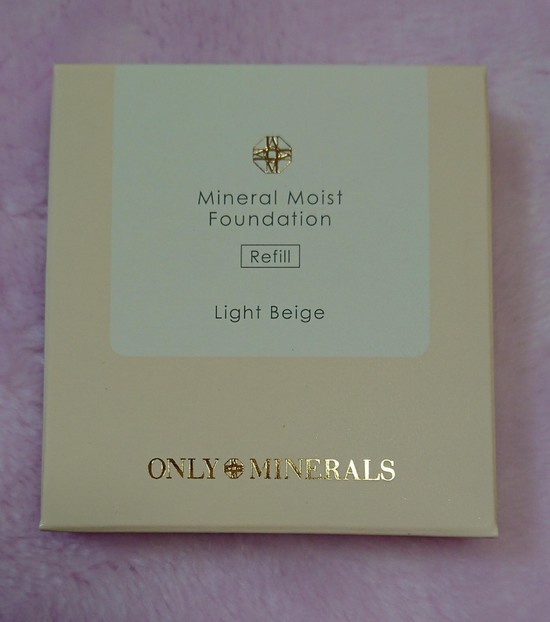 Mineral Moist
Foundation
Refill
Light Beige
ONLY MINERALS